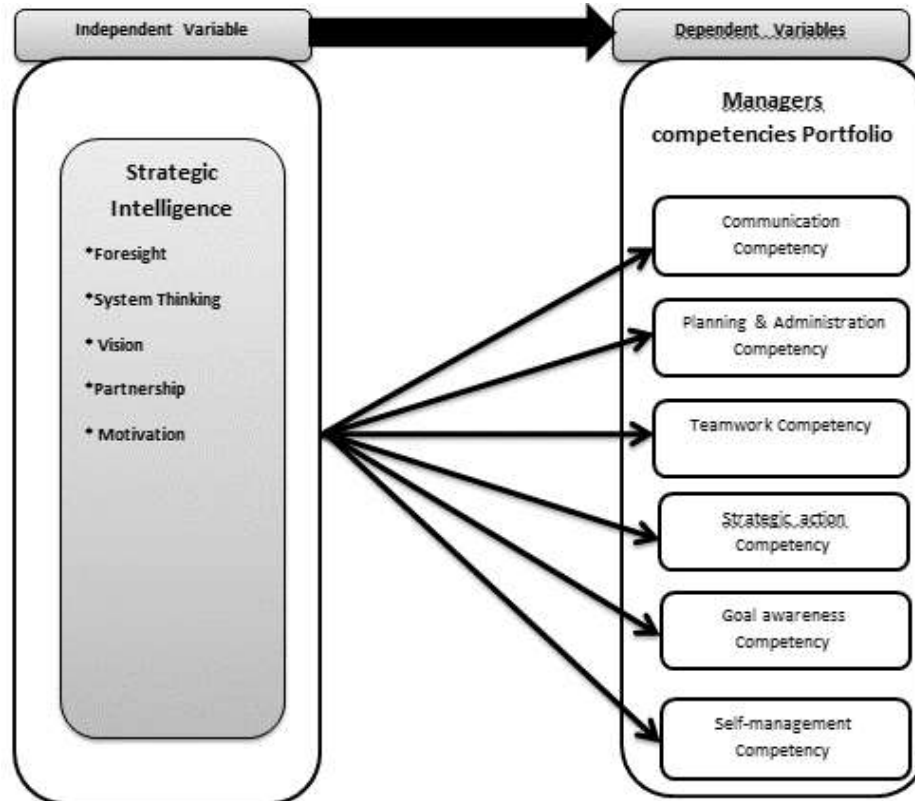 Independent Variable
Dependent Variables
Strategic
Intelligence
*Foresight
*System Thinking
* Vision
*Partnership
* Motivation
Managers
competencies Portfolio
Communication
Competency
Planning & Administration
Competency
Teamwork Competency
Strategic action
Competency
Goal awareness
Competency
Self-management
Competency